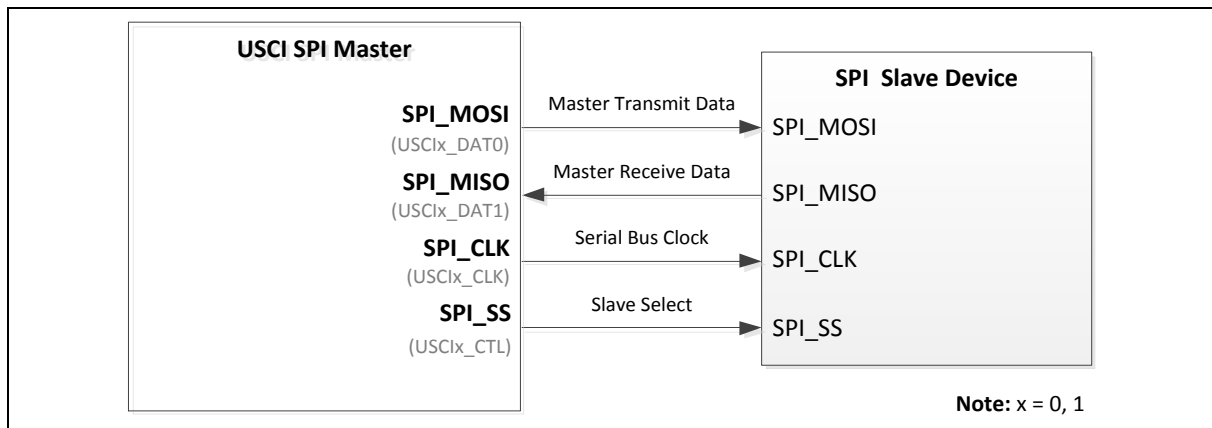 USCI SPI Master
SPI_MOSI
(USCIx_DAT0)
SPI_MISO
(USCIx_DAT1)
SPI_CLK
(USCIx_CLK)
SPI_SS
(USCIx_CTL)
Master Transmit Data
Master Receive Data
Serial Bus Clock
Slave Select
SPI Slave Device
SPI_MOSI
SPI_MISO
SPI_CLK
SPI_SS
Note: x = 0, 1